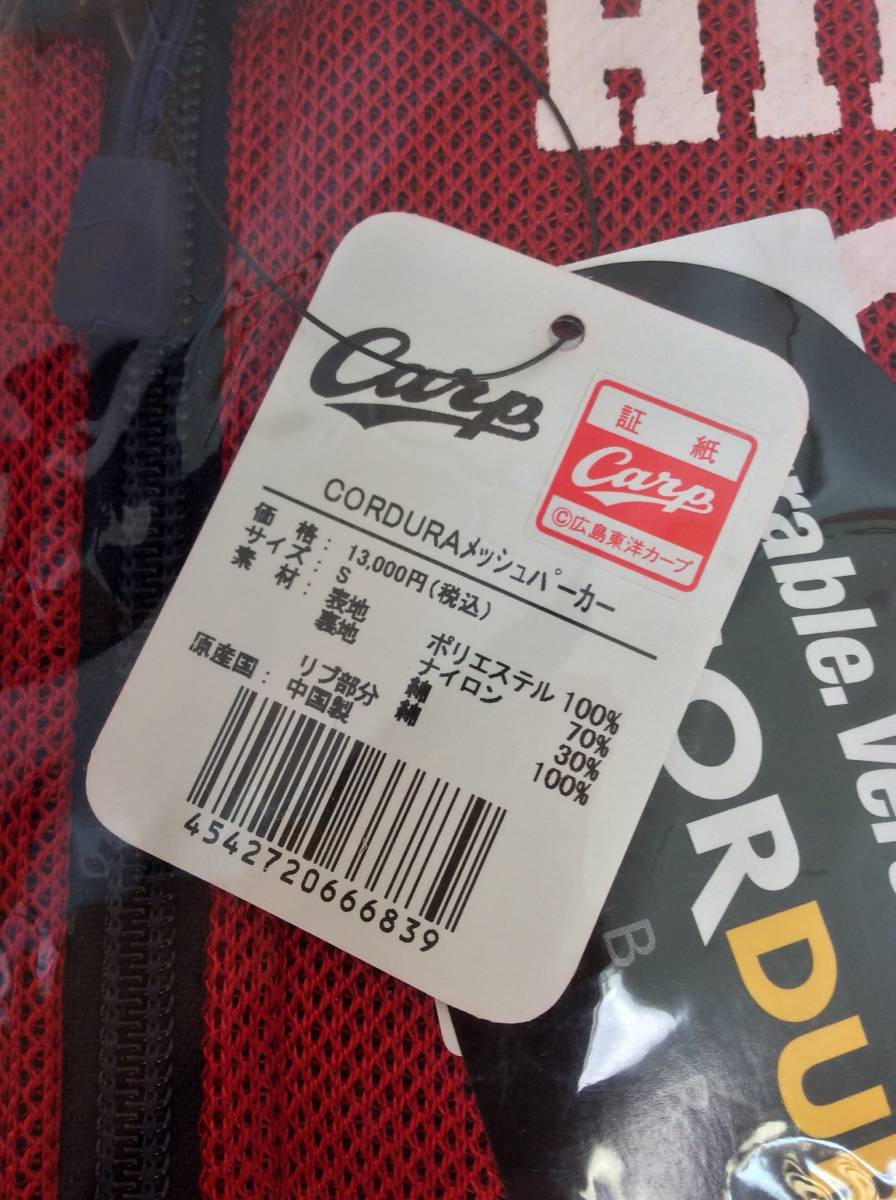 HI
Carp
証紙
Carp
©広島東洋カープ
CORDURAメッシュパーカー
価格: 13,000円(税込)
サイズ: S
素材: 表地 ポリエステル 100%
裏地 ナイロン 70%
綿 30%
リブ部分 綿 100%
原産国: 中国製
4542720666839
rable. Ver
ORDU
B